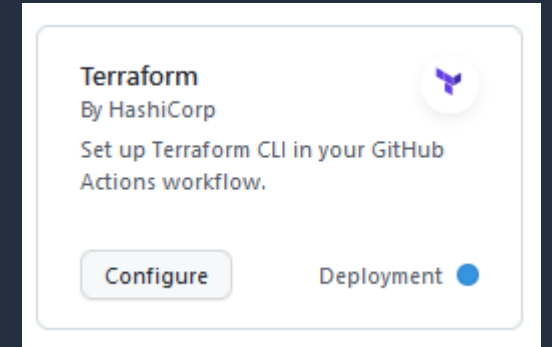 Terraform
By HashiCorp
Set up Terraform CLI in your GitHub
Actions workflow.
Configure
Deployment